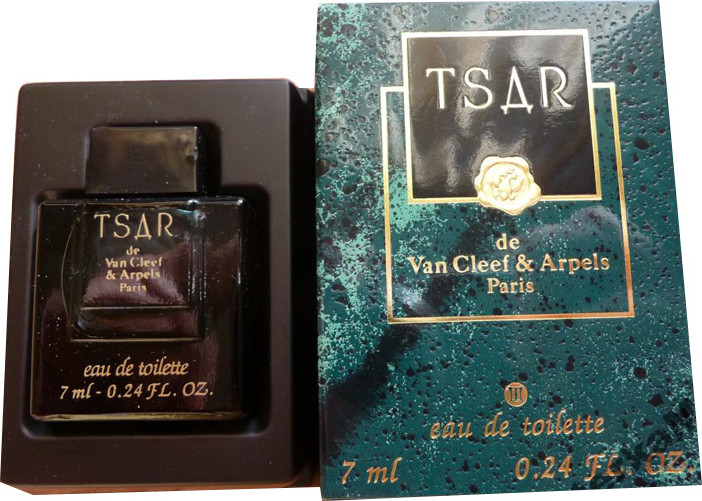 TSAR
de
Van Cleef
& Arpels
Paris
eau de toilette
7 ml - 0.24 FL. OZ.
TSAR
de
Van Cleef & Arpels
Paris
eau de toilette
7 ml 0.24 FL. OZ.